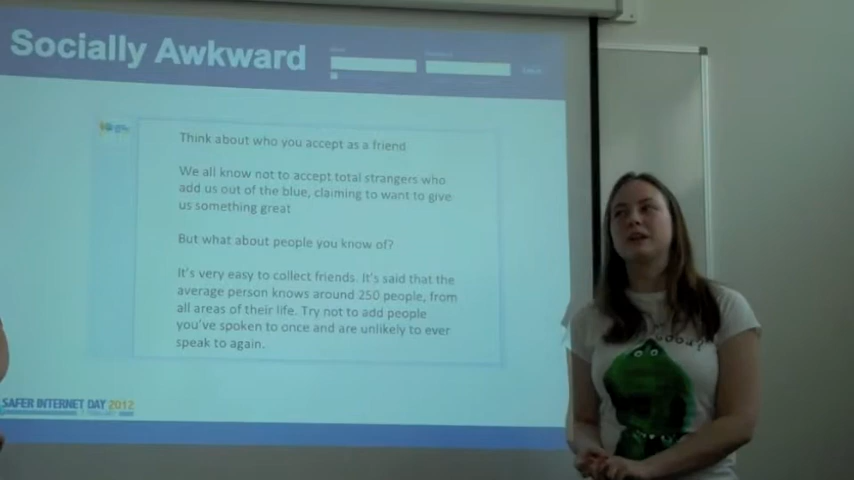 Socially Awkward
Think about who you accept as a friend
We all know not to accept total strangers who
add us out of the blue, claiming to want to give
us something great
But what about people you know of?
It's very easy to collect friends. It's said that the
average person knows around 250 people, from
all areas of their life. Try not to add people
you've spoken to once and are unlikely to ever
speak to again.
SAFER INTERNET DAY 2012